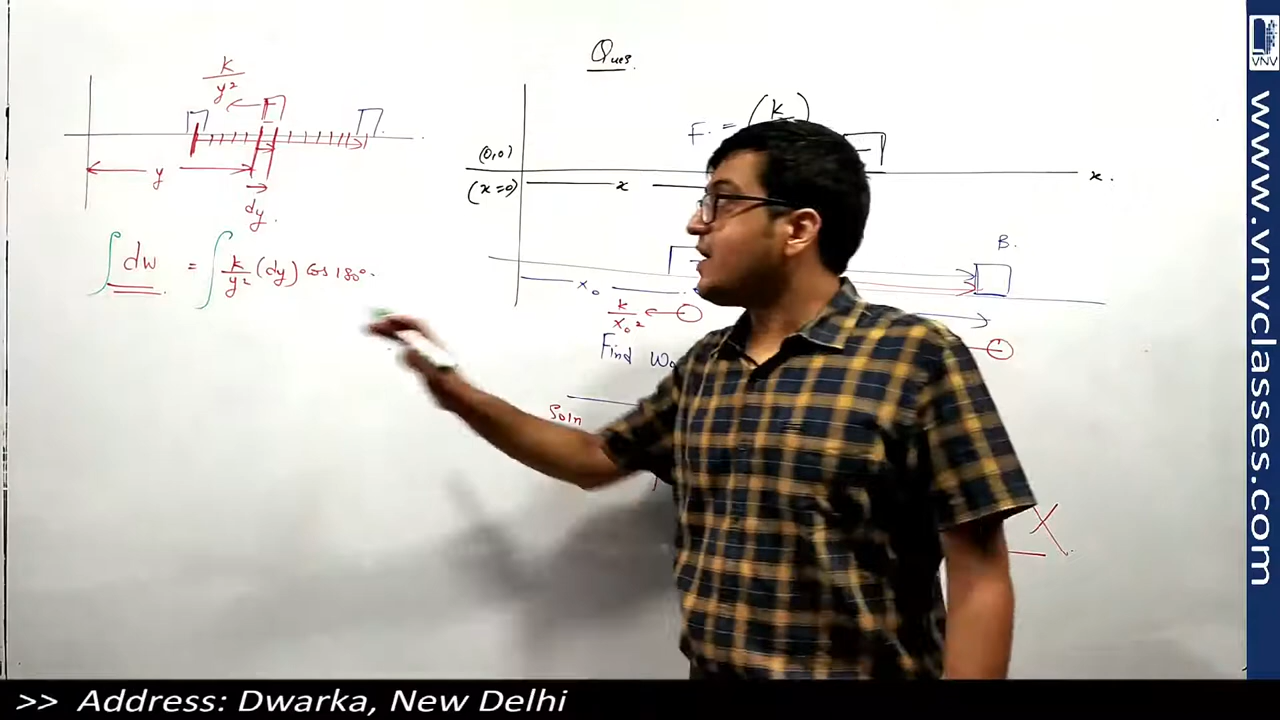 Ques.
k
y²
y
dy.
∫dw = ∫ k/y² (dy) Cos 180°.
F. = (k
(0,0)
(x=0)
x
x.
B.
x₀
k
x₀²
Find
Soln
X
VNV
www.vnvclasses.com
>> Address: Dwarka, New Delhi